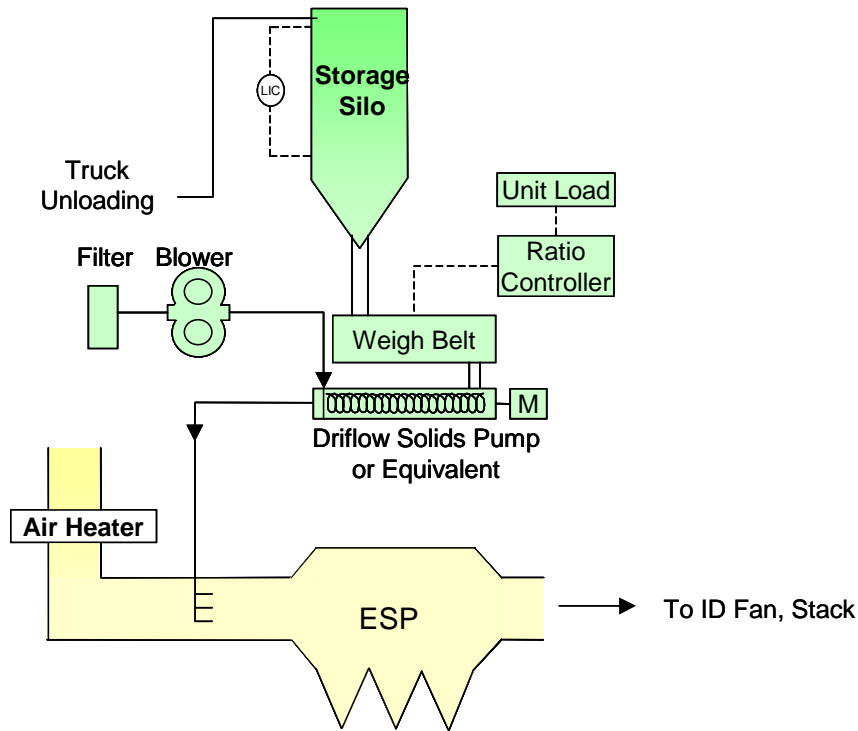 Storage
Silo
LIC
Truck
Unloading
Unit Load
Ratio
Controller
Filter
Blower
Weigh Belt
M
Driflow Solids Pump
or Equivalent
Air Heater
ESP
To ID Fan, Stack